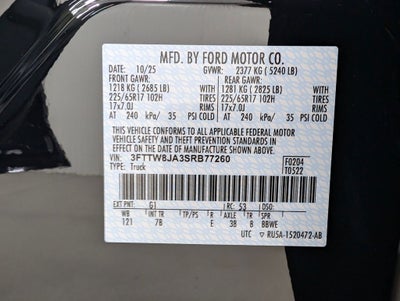 MFD. BY FORD MOTOR CO.
DATE: 10/25 GVWR: 2377 KG ( 5240 LB)
FRONT GAWR: REAR GAWR:
1218 KG ( 2685 LB) 1281 KG ( 2825 LB)
225/65R17 102H TIRES 225/65R17 102H TIRES
17x7.0J RIMS 17x7.0J RIMS
AT 240 kPa/ 35 PSI COLD AT 240 kPa/ 35 PSI COLD
THIS VEHICLE CONFORMS TO ALL APPLICABLE FEDERAL MOTOR
VEHICLE SAFETY AND THEFT PREVENTION STANDARDS IN
EFFECT ON THE DATE OF MANUFACTURE SHOWN ABOVE.
VIN: 3FTTW8JA3SRB77260 F0204
TYPE: Truck T0522
EXT PNT: G1 RC: 53 DSO:
WB INT TR TP/PS R AXLE TR SPR
121 7B E 3B 8 BBWE
UTC RU5A-1520472-AB